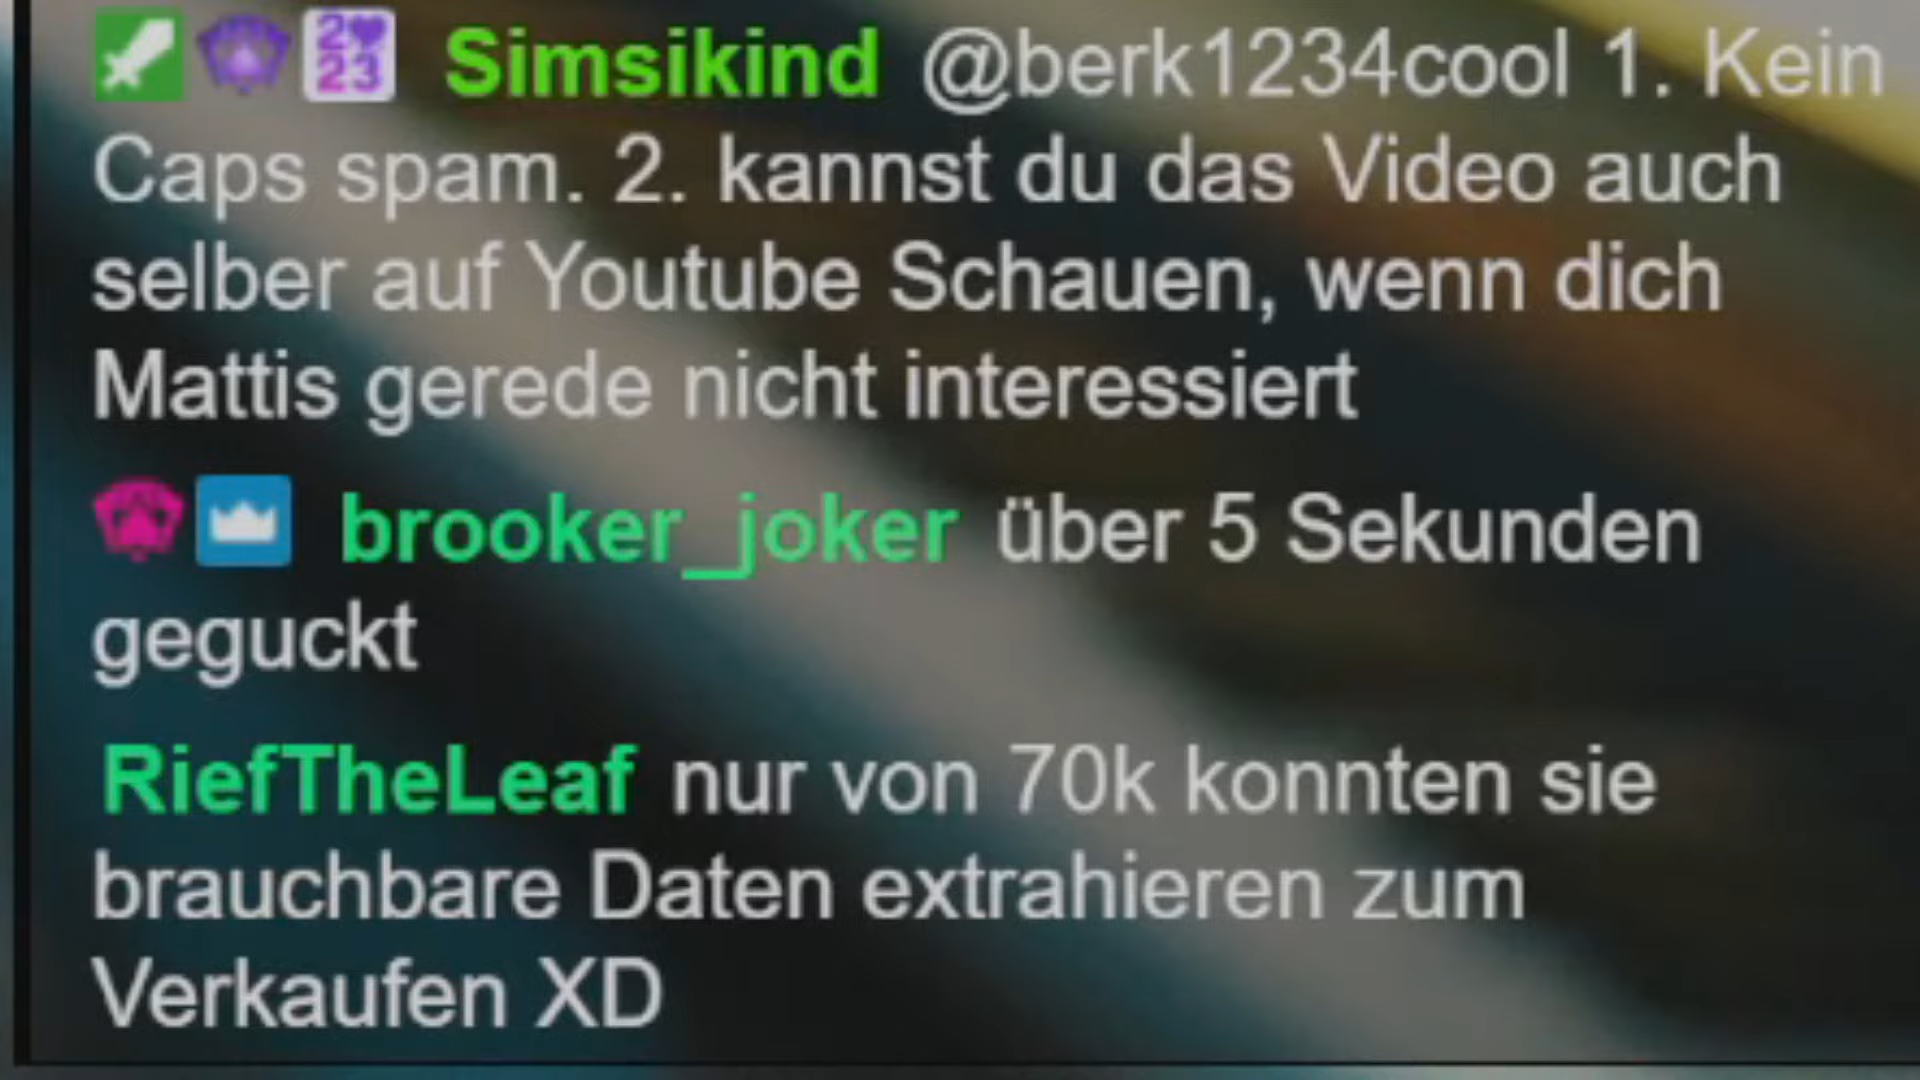 Simsikind @berk1234cool 1. Kein
Caps spam. 2. kannst du das Video auch
selber auf Youtube Schauen, wenn dich
Mattis gerede nicht interessiert
brooker_joker über 5 Sekunden
geguckt
RiefTheLeaf nur von 70k konnten sie
brauchbare Daten extrahieren zum
Verkaufen XD